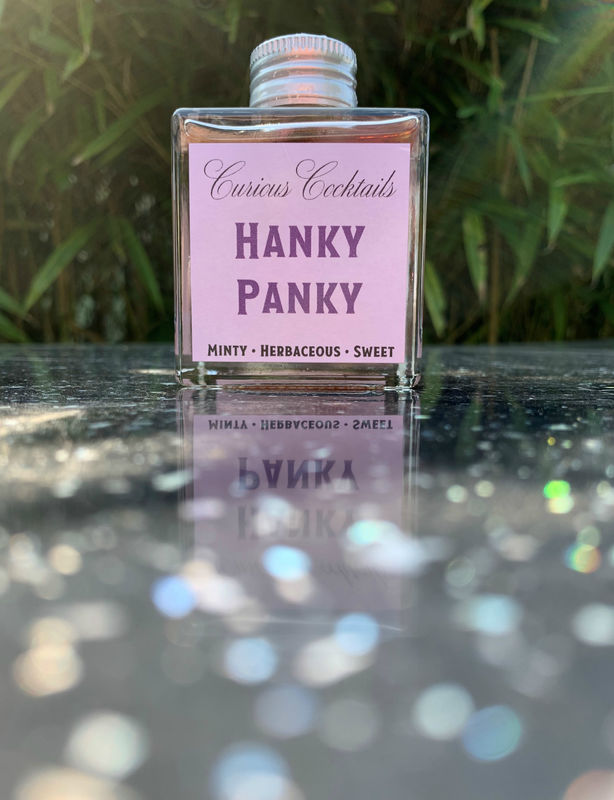 Curious Cocktails
HANKY
PANKY
MINTY • HERBACEOUS • SWEET